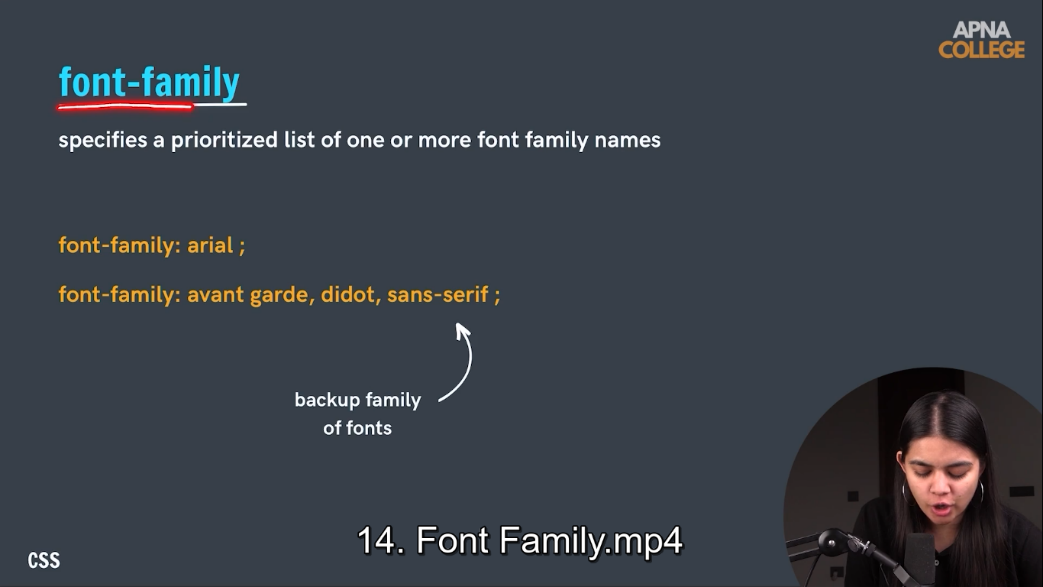 APNA
COLLEGE
font-family
specifies a prioritized list of one or more font family names
font-family: arial ;
font-family: avant garde, didot, sans-serif ;
backup family
of fonts
14. Font Family.mp4
CSS